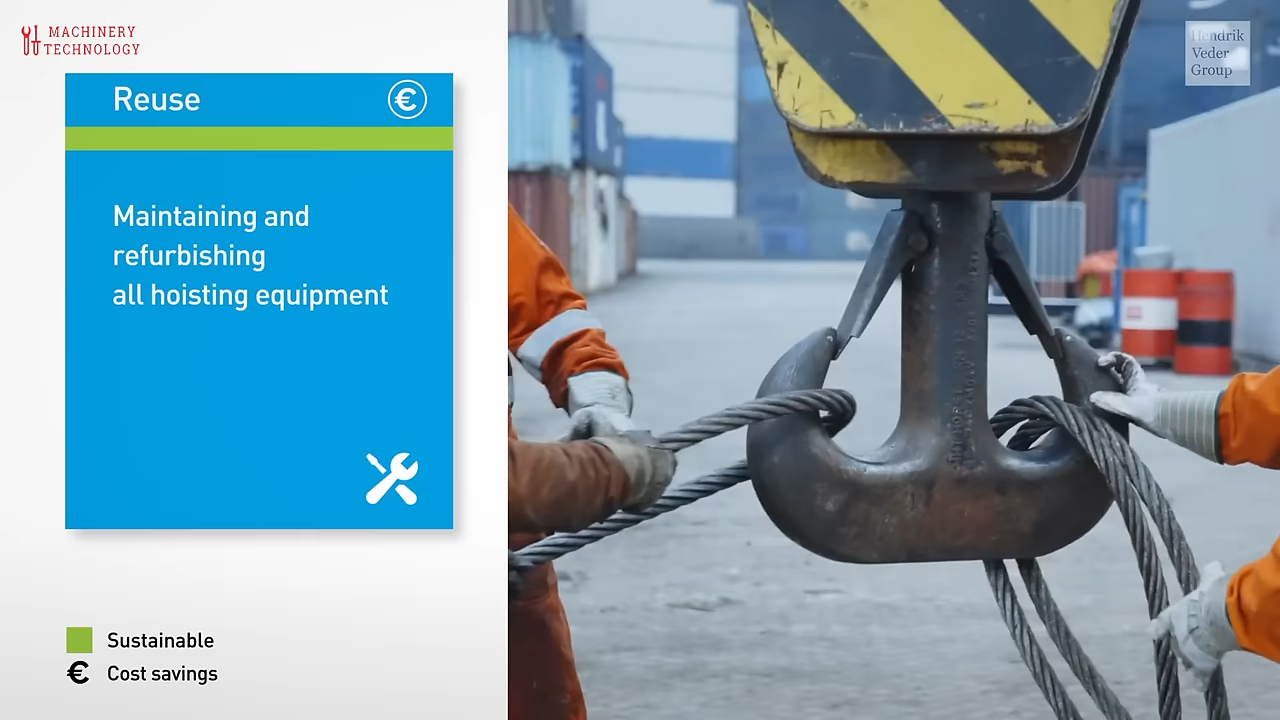 MACHINERY
TECHNOLOGY
Reuse €
Maintaining and
refurbishing
all hoisting equipment
Sustainable
€ Cost savings
Hendrik
Veder
Group